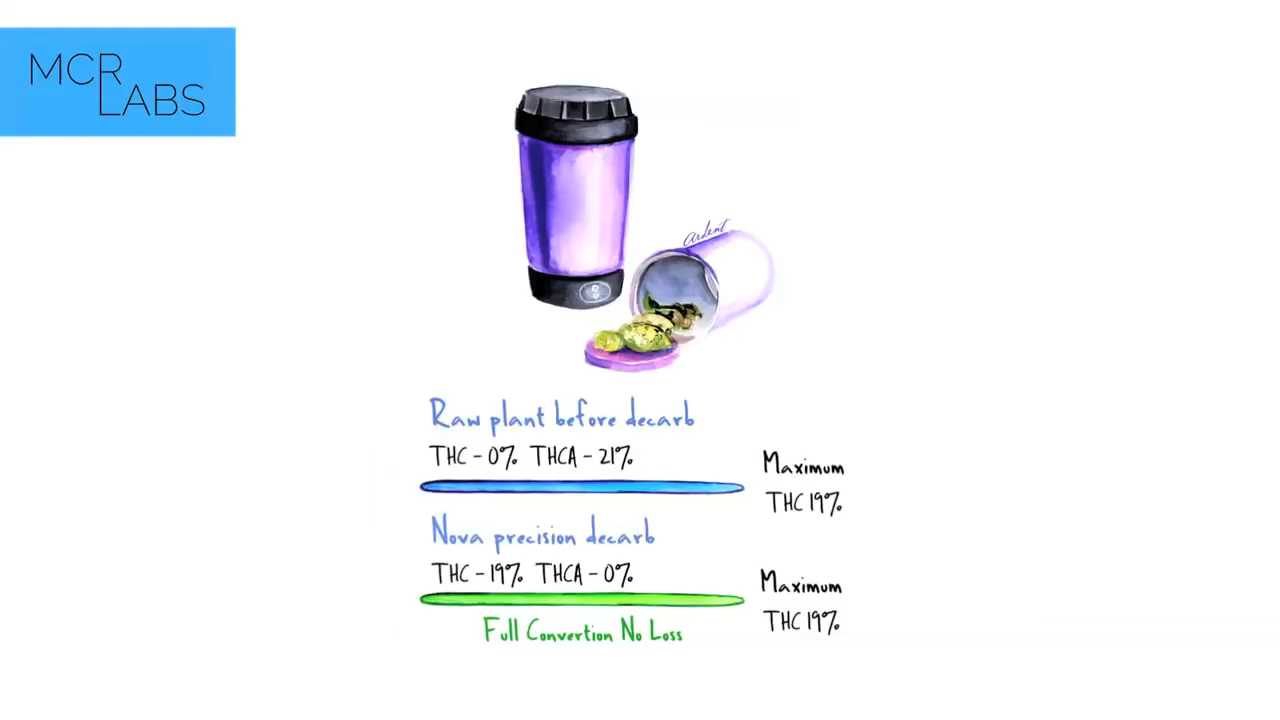 MCR
LABS
ardent
Raw plant before decarb
THC - 0% THCA - 21%
Maximum
THC 19%
Nova precision decarb
THC - 19% THCA - 0%
Maximum
THC 19%
Full Convertion No Loss